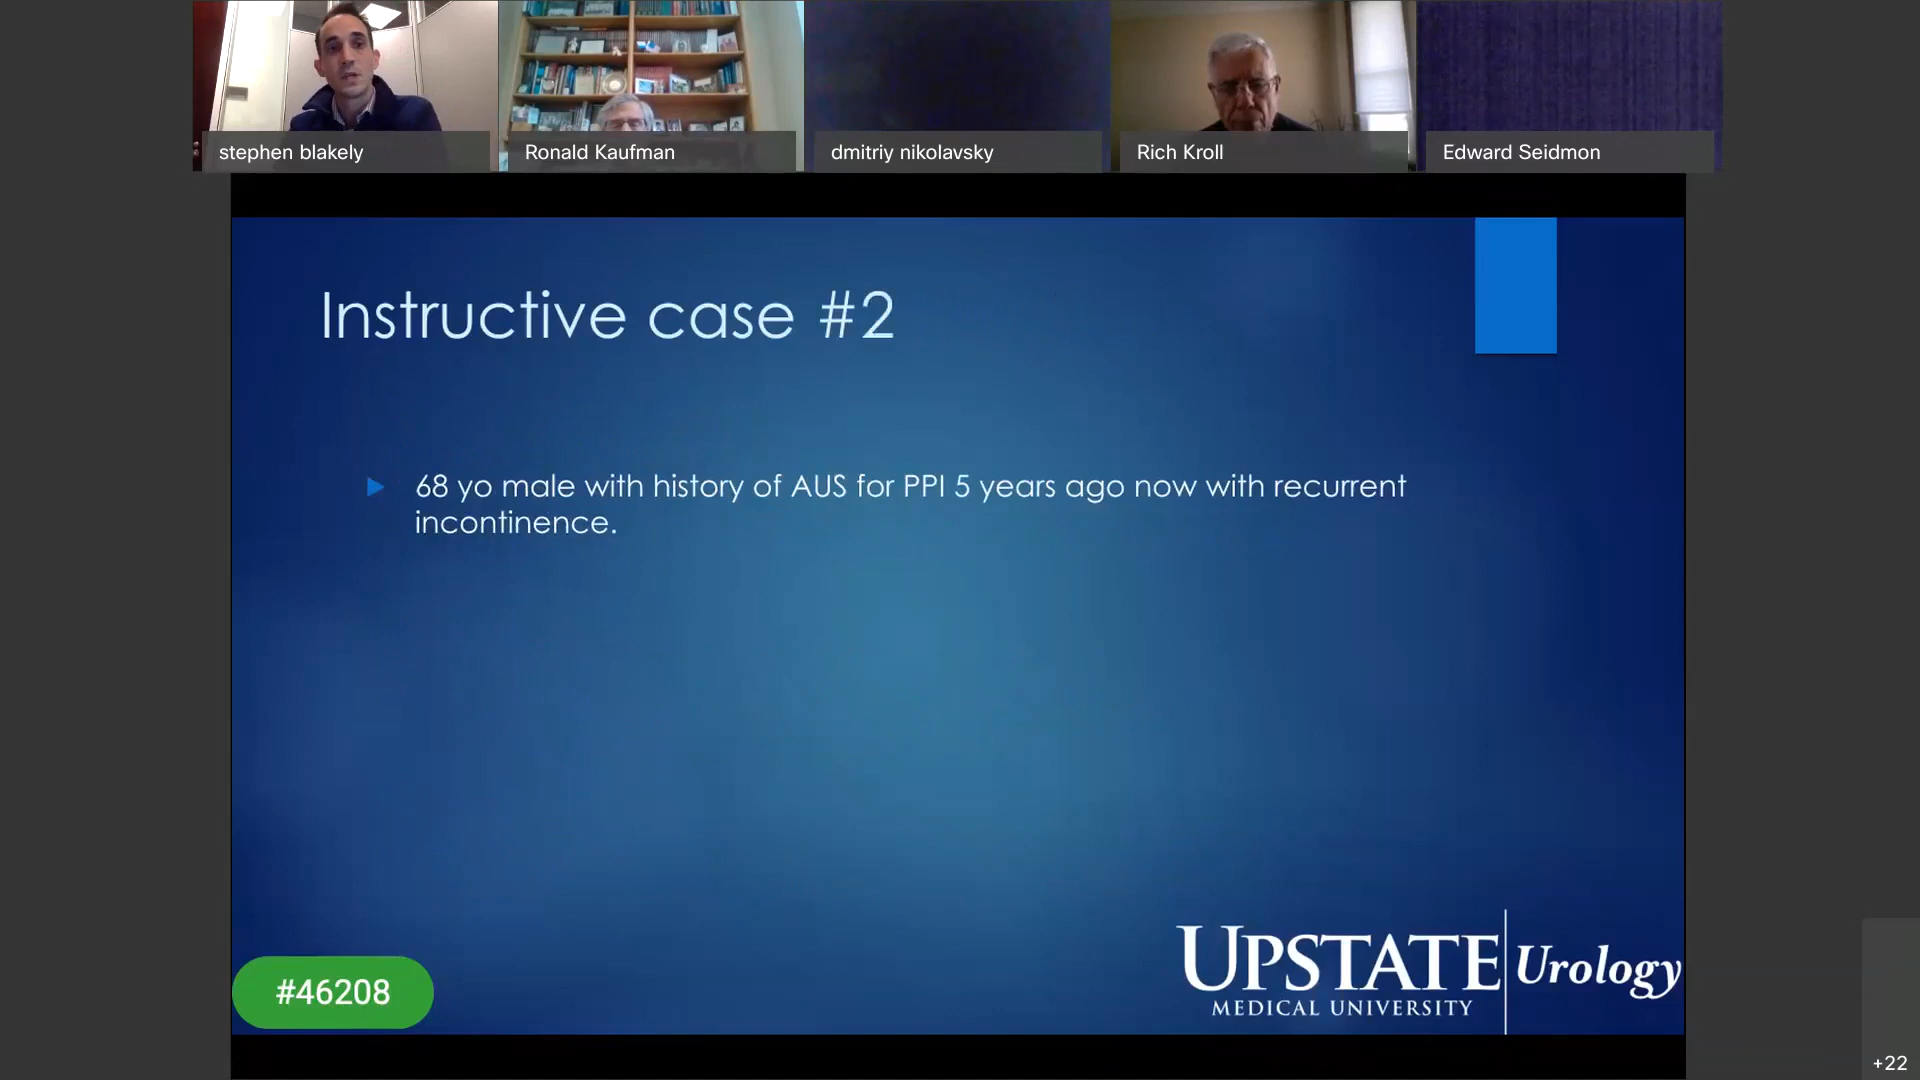 stephen blakely
Ronald Kaufman
dmitriy nikolavsky
Rich Kroll
Edward Seidmon
Instructive case #2
68 yo male with history of AUS for PPI 5 years ago now with recurrent
incontinence.
#46208
UPSTATE
MEDICAL UNIVERSITY
Urology
+22